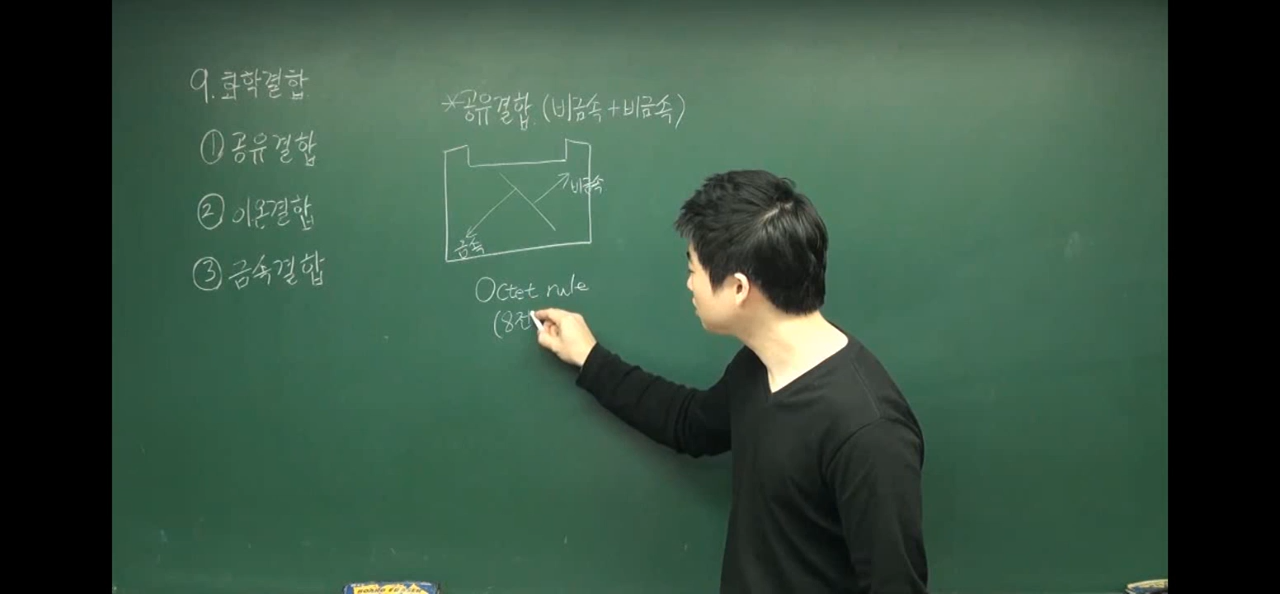 9. 화학결합
① 공유결합
② 이온결합
③ 금속결합
*공유결합 (비금속+비금속)
비금속
금속
Octet rule
(8전